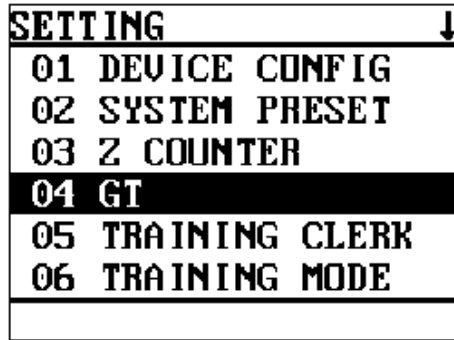 SETTING ↓
01 DEVICE CONFIG
02 SYSTEM PRESET
03 Z COUNTER
04 GT
05 TRAINING CLERK
06 TRAINING MODE